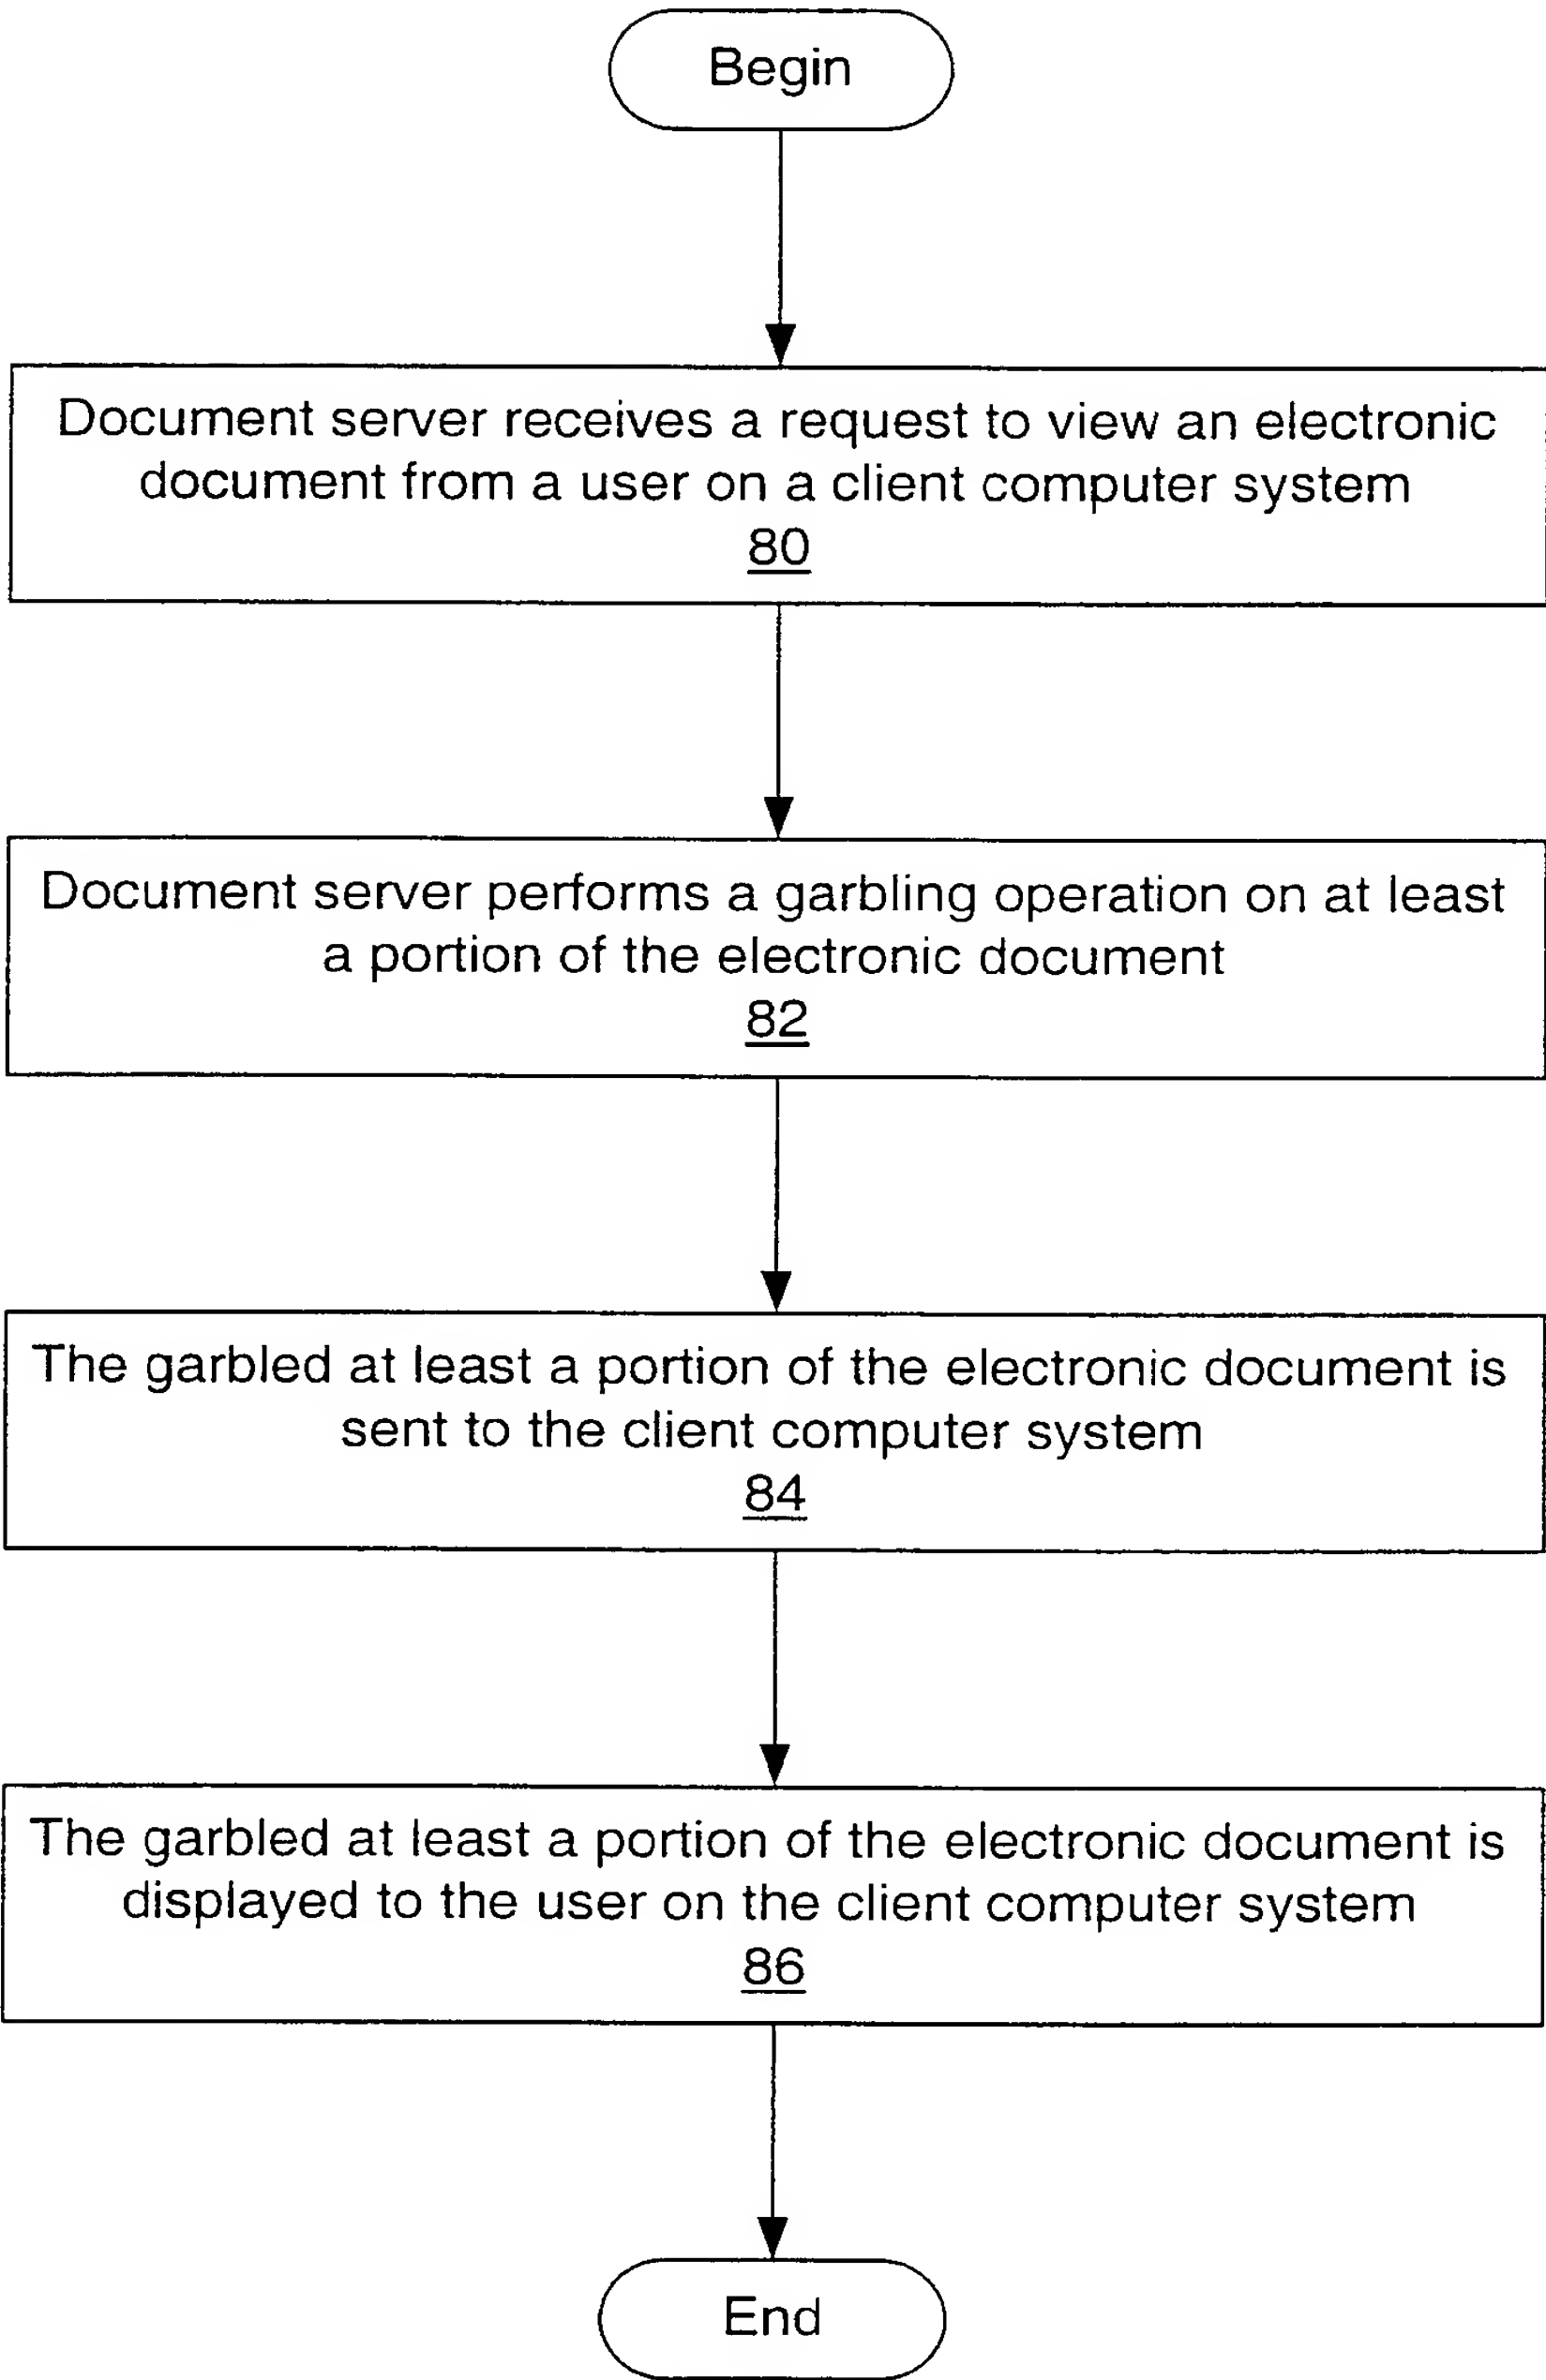 Begin
Document server receives a request to view an electronic
document from a user on a client computer system
80
Document server performs a garbling operation on at least
a portion of the electronic document
82
The garbled at least a portion of the electronic document is
sent to the client computer system
84
The garbled at least a portion of the electronic document is
displayed to the user on the client computer system
86
End